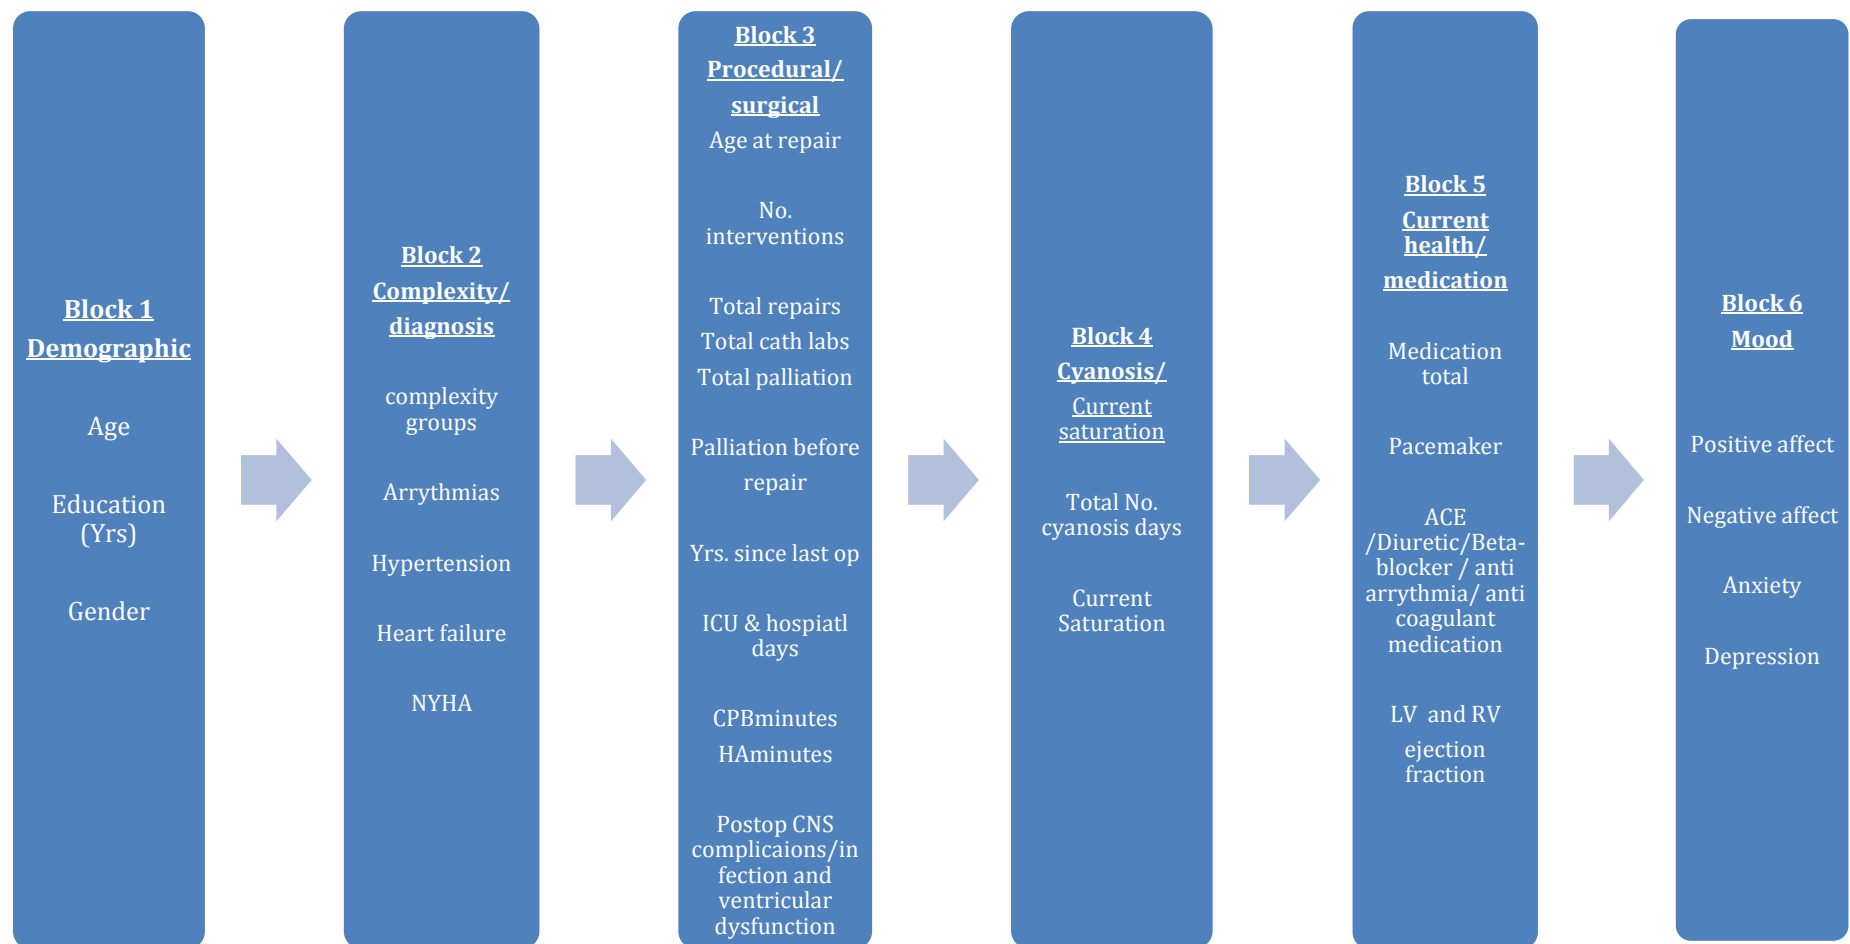 Block 1
Demographic
Age
Education
(Yrs)
Gender
Block 2
Complexity/
diagnosis
complexity
groups
Arrythmias
Hypertension
Heart failure
NYHA
Block 3
Procedural/
surgical
Age at repair
No.
interventions
Total repairs
Total cath labs
Total palliation
Palliation before
repair
Yrs. since last op
ICU & hospiatl
days
CPBminutes
HAminutes
Postop CNS
complicaions/in
fection and
ventricular
dysfunction
Block 4
Cyanosis/
Current
saturation
Total No.
cyanosis days
Current
Saturation
Block 5
Current
health/
medication
Medication
total
Pacemaker
ACE
/Diuretic/Beta-
blocker / anti
arrythmia/ anti
coagulant
medication
LV and RV
ejection
fraction
Block 6
Mood
Positive affect
Negative affect
Anxiety
Depression